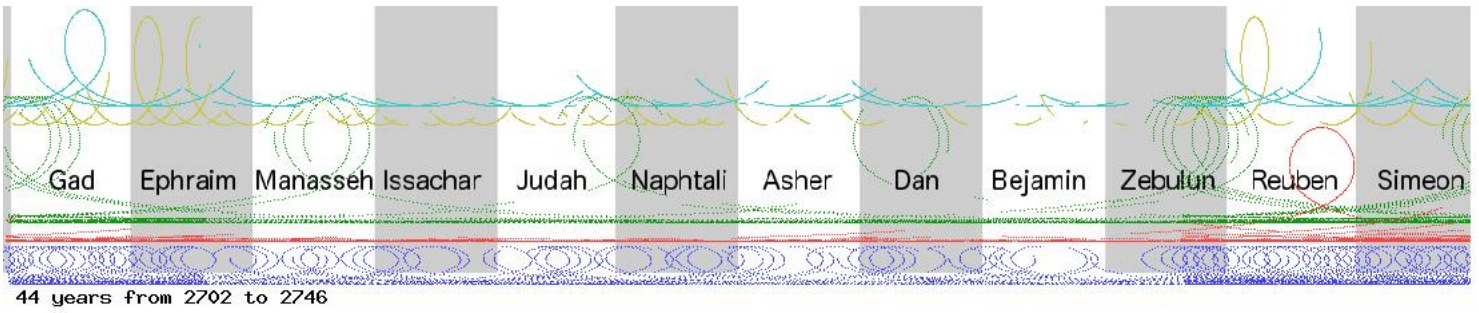 Gad Ephraim Manasseh Issachar Judah Naphtali Asher Dan Bejamin Zebulun Reuben Simeon
44 years from 2702 to 2746